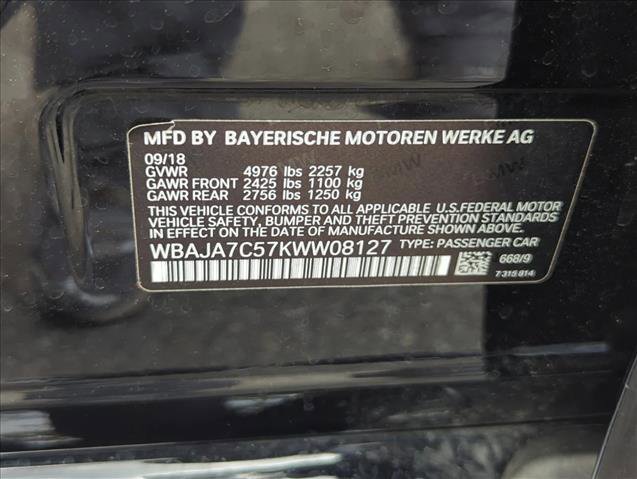 MFD BY BAYERISCHE MOTOREN WERKE AG
09/18
GVWR 4976 lbs 2257 kg
GAWR FRONT 2425 lbs 1100 kg
GAWR REAR 2756 lbs 1250 kg
THIS VEHICLE CONFORMS TO ALL APPLICABLE U.S.FEDERAL MOTOR
VEHICLE SAFETY, BUMPER AND THEFT PREVENTION STANDARDS
IN EFFECT ON THE DATE OF MANUFACTURE SHOWN ABOVE.
WBAJA7C57KWW08127 TYPE: PASSENGER CAR
668/9
7 315 814